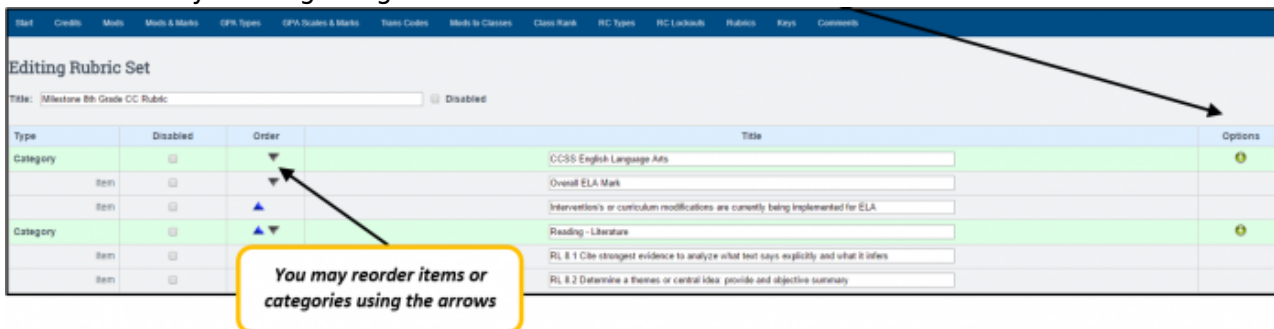 Start Credits Mods Mods & Marks GPA Types GPA Scales & Marks Trans Codes Mods to Classes Class Rank RC Types RC Lockouts Rubrics Keys Comments
Editing Rubric Set
Title: Milestone 8th Grade CC Rubric Disabled
Type Disabled Order Title Options
Category CCSS English Language Arts
Item Overall ELA Mark
Item Intervention's or curriculum modifications are currently being implemented for ELA
Category Reading - Literature
Item RL 8.1 Cite strongest evidence to analyze what text says explicitly and what it infers
Item RL 8.2 Determine a themes or central idea: provide and objective summary
You may reorder items or
categories using the arrows